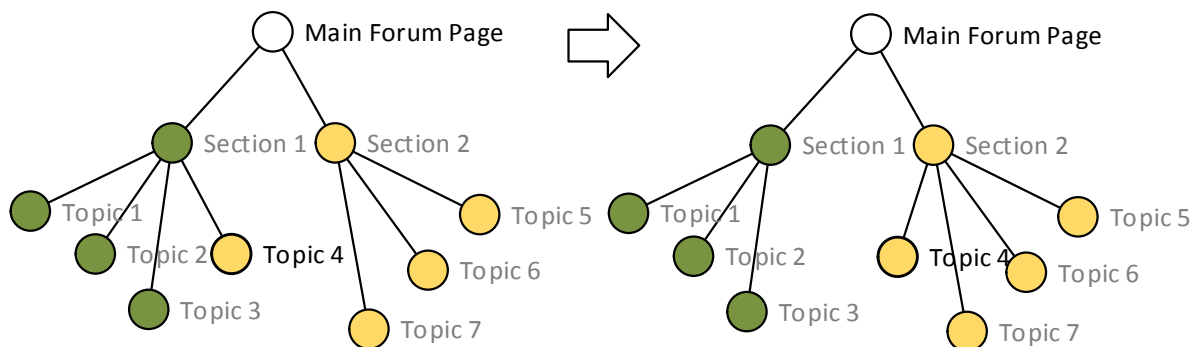 Main Forum Page
Section 1
Section 2
Topic 1
Topic 5
Topic 2
Topic 4
Topic 6
Topic 3
Topic 7
Main Forum Page
Section 1
Section 2
Topic 1
Topic 5
Topic 2
Topic 4
Topic 6
Topic 3
Topic 7